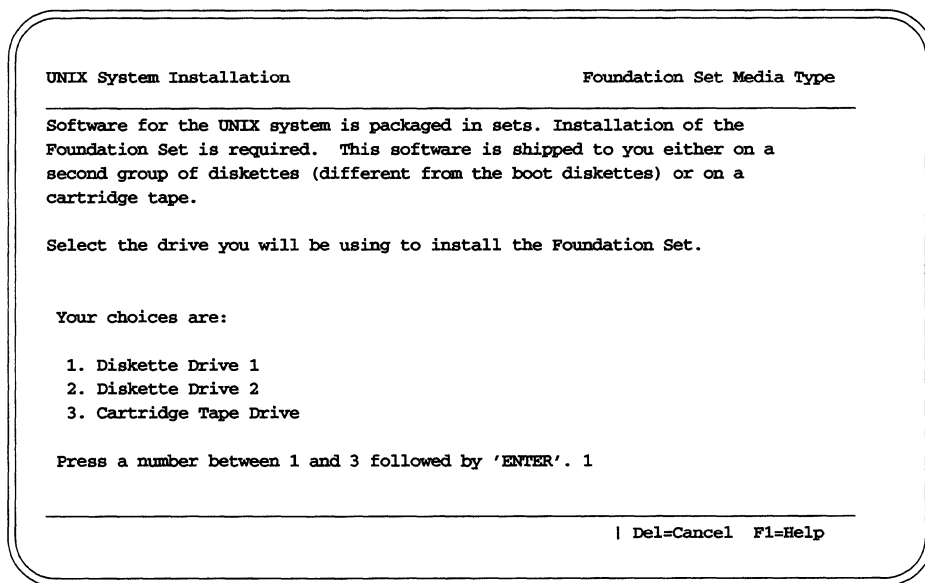 UNIX System Installation Foundation Set Media Type
Software for the UNIX system is packaged in sets. Installation of the
Foundation Set is required. This software is shipped to you either on a
second group of diskettes (different from the boot diskettes) or on a
cartridge tape.
Select the drive you will be using to install the Foundation Set.
Your choices are:
1. Diskette Drive 1
2. Diskette Drive 2
3. Cartridge Tape Drive
Press a number between 1 and 3 followed by 'ENTER'. 1
| Del=Cancel F1=Help